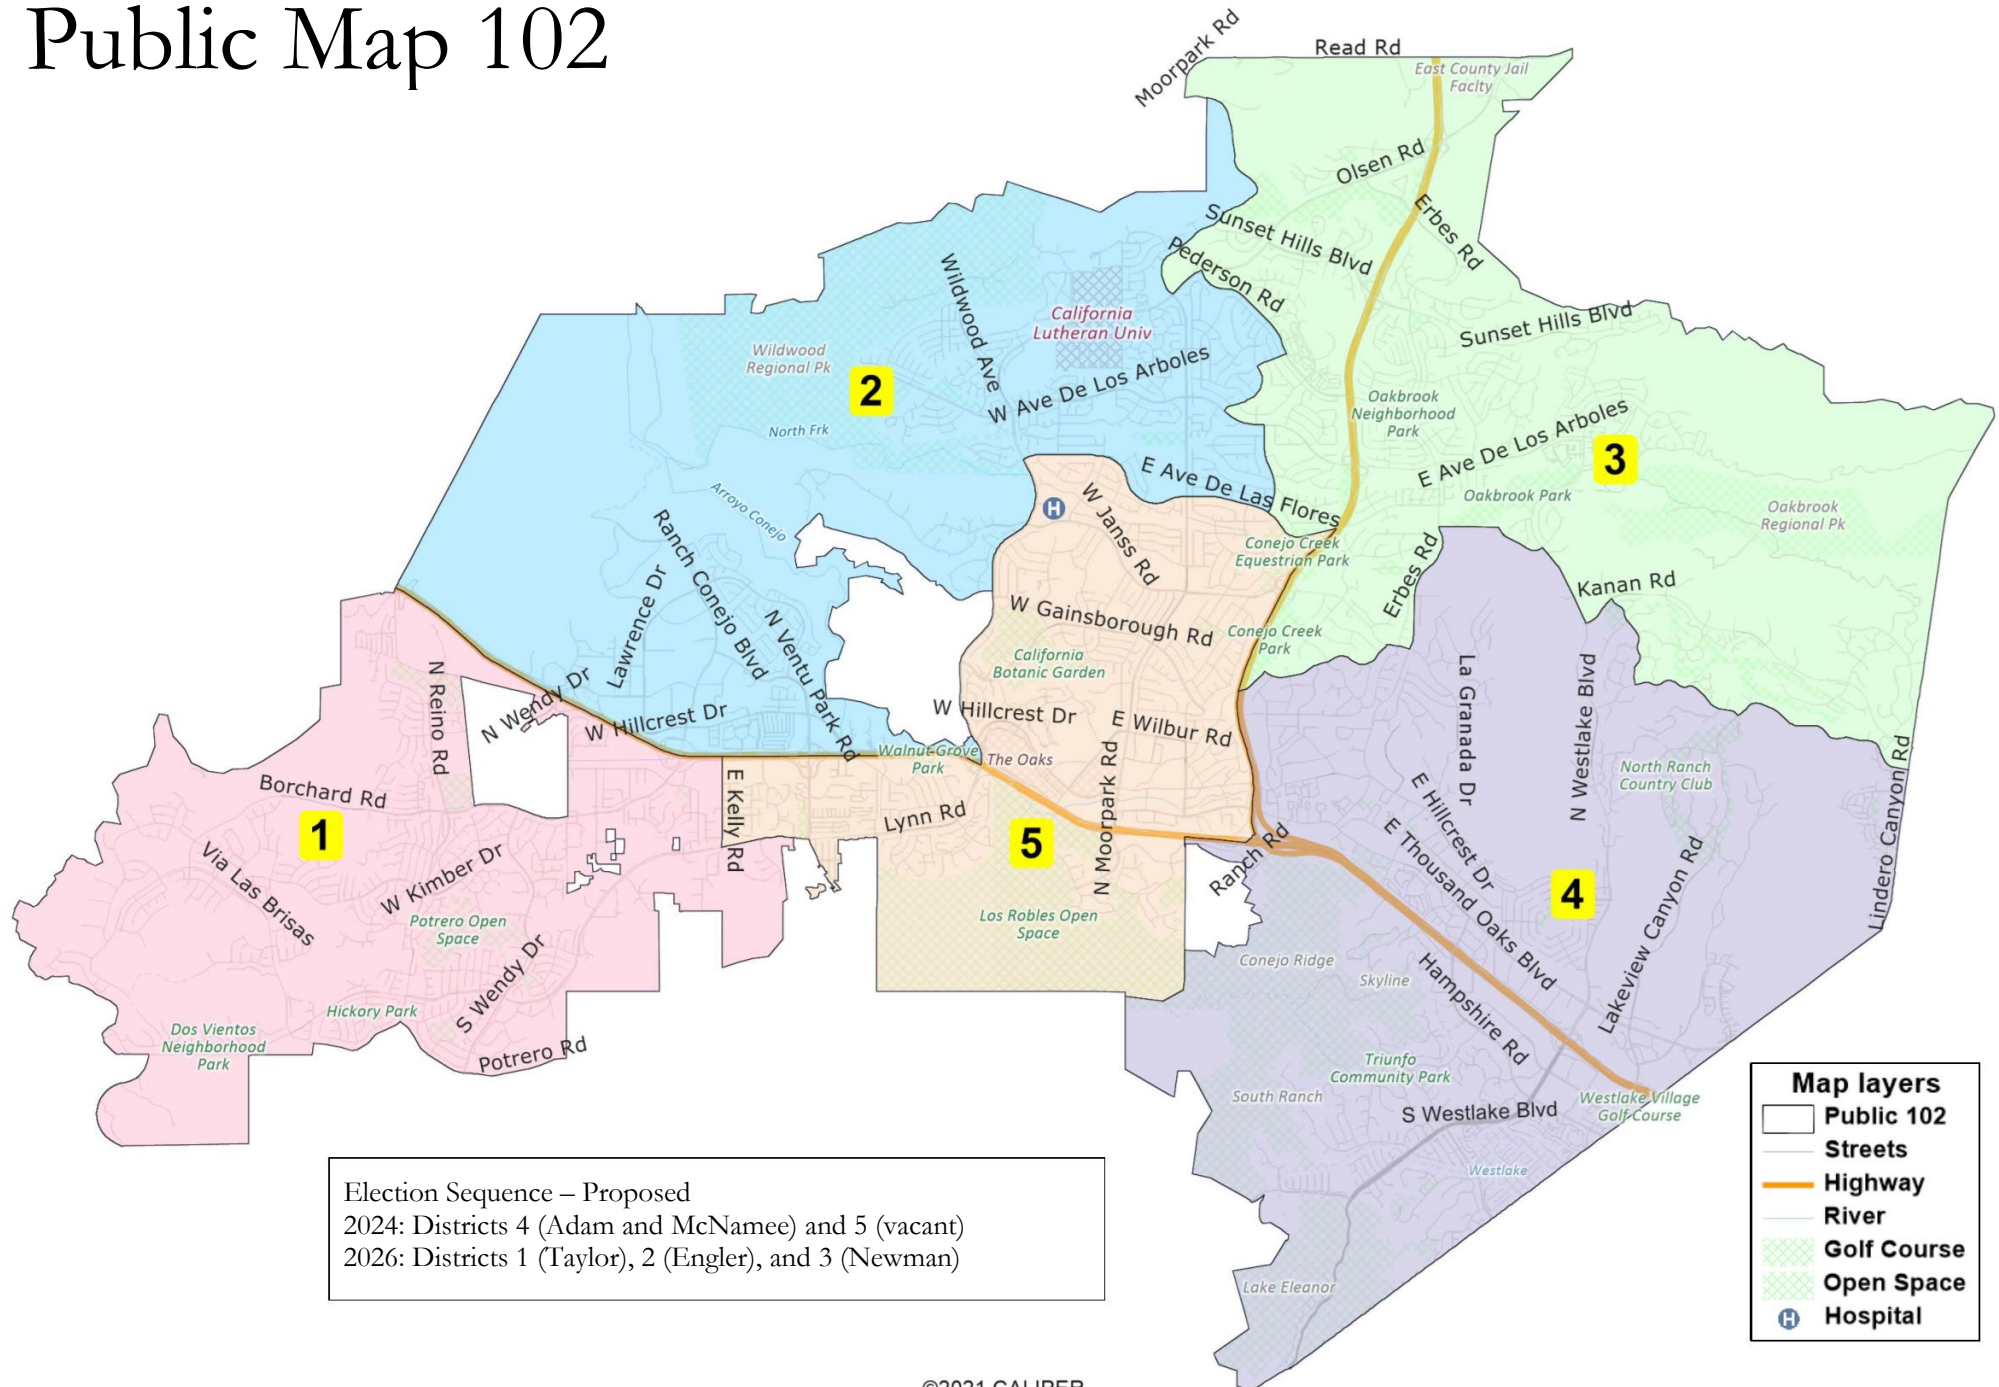 Public Map 102
Moorpark Rd
Read Rd
East County Jail
Faclty
Olsen Rd
Erbes Rd
Sunset Hills Blvd
Pederson Rd
Sunset Hills Blvd
Wildwood Ave
California
Lutheran Univ
Wildwood
Regional Pk
2
W Ave De Los Arboles
North Frk
Oakbrook
Neighborhood
Park
E Ave De Los Arboles
3
Oakbrook Park
Oakbrook
Regional Pk
E Ave De Las Flores
H
W Janss Rd
Arroyo Conejo
Ranch Conejo Blvd
Lawrence Dr
N Ventu Park Rd
Conejo Creek
Equestrian Park
Erbes Rd
Kanan Rd
W Gainsborough Rd
Conejo Creek
Park
California
Botanic Garden
N Reino Rd
N Wendy Dr
W Hillcrest Dr
W Hillcrest Dr
E Wilbur Rd
La Granada Dr
N Westlake Blvd
Walnut Grove
Park
The Oaks
North Ranch
Country Club
Lindero Canyon Rd
Borchard Rd
E Kelly Rd
Lynn Rd
N Moorpark Rd
1
5
4
Ranch Rd
E Hillcrest Dr
E Thousand Oaks Blvd
Lakeview Canyon Rd
Via Las Brisas
W Kimber Dr
Potrero Open
Space
Los Robles Open
Space
S Wendy Dr
Conejo Ridge
Skyline
Hampshire Rd
Hickory Park
Dos Vientos
Neighborhood
Park
Potrero Rd
Triunfo
Community Park
South Ranch
S Westlake Blvd
Westlake Village
Golf Course
Westlake
Lake Eleanor
Election Sequence – Proposed
2024: Districts 4 (Adam and McNamee) and 5 (vacant)
2026: Districts 1 (Taylor), 2 (Engler), and 3 (Newman)
Map layers
Public 102
Streets
Highway
River
Golf Course
Open Space
H Hospital
©2021 CALIPER